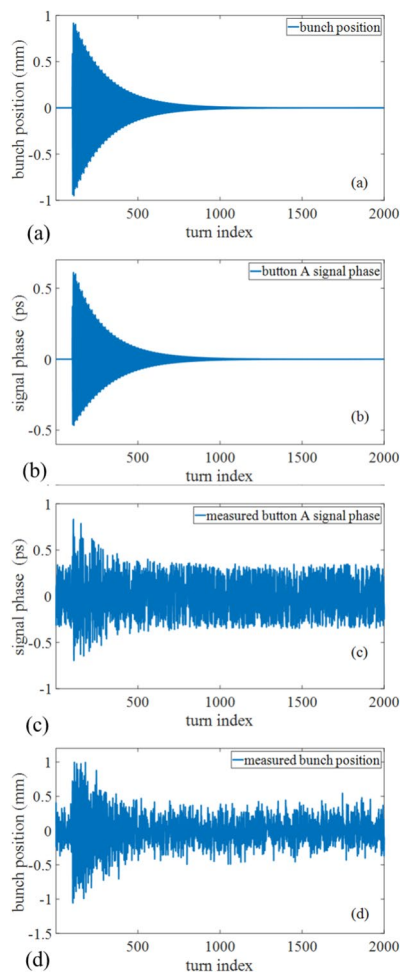 1
bunch position
0.5
0
-0.5
-1
bunch position (mm)
(a)
500
1000
1500
2000
turn index
(a)
button A signal phase
0.5
0
-0.5
signal phase (ps)
(b)
500
1000
1500
2000
turn index
(b)
1
measured button A signal phase
0.5
0
-0.5
-1
signal phase (ps)
(c)
500
1000
1500
2000
turn index
(c)
1.5
measured bunch position
1
0.5
0
-0.5
-1
-1.5
bunch position (mm)
(d)
500
1000
1500
2000
turn index
(d)